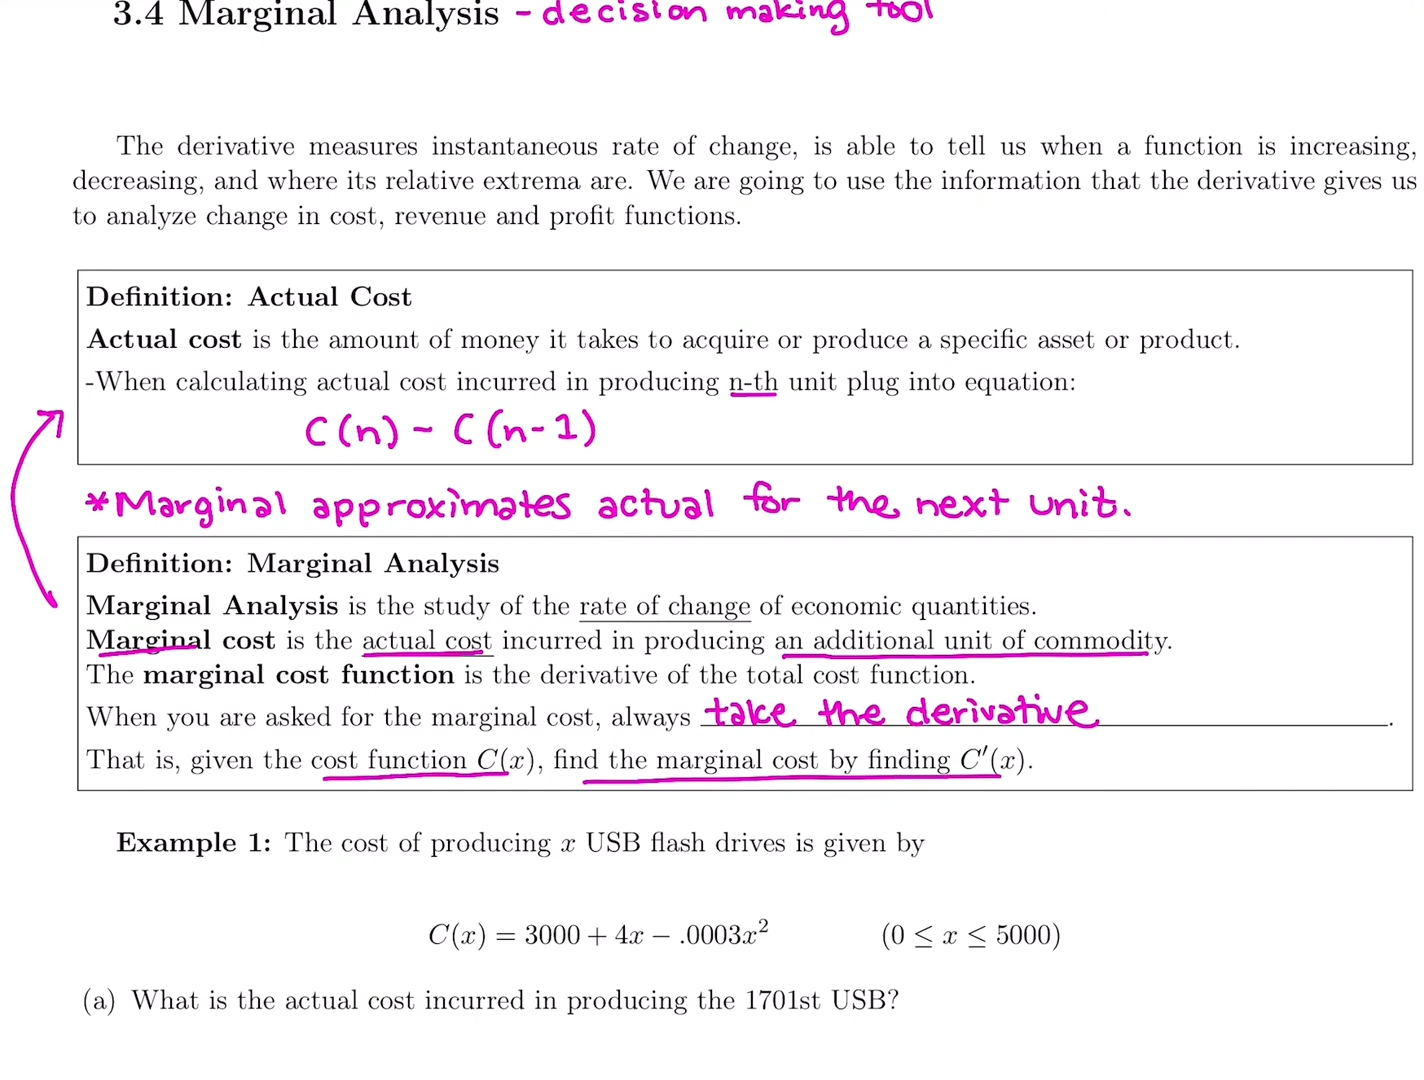 3.4 Marginal Analysis - decision making tool
The derivative measures instantaneous rate of change, is able to tell us when a function is increasing,
decreasing, and where its relative extrema are. We are going to use the information that the derivative gives us
to analyze change in cost, revenue and profit functions.
Definition: Actual Cost
Actual cost is the amount of money it takes to acquire or produce a specific asset or product.
-When calculating actual cost incurred in producing n-th unit plug into equation:
C(n) - C(n-1)
*Marginal approximates actual for the next unit.
Definition: Marginal Analysis
Marginal Analysis is the study of the rate of change of economic quantities.
Marginal cost is the actual cost incurred in producing an additional unit of commodity.
The marginal cost function is the derivative of the total cost function.
When you are asked for the marginal cost, always take the derivative.
That is, given the cost function C(x), find the marginal cost by finding C′(x).
Example 1: The cost of producing x USB flash drives is given by
C(x) = 3000 + 4x − .0003x² (0 ≤ x ≤ 5000)
(a) What is the actual cost incurred in producing the 1701st USB?